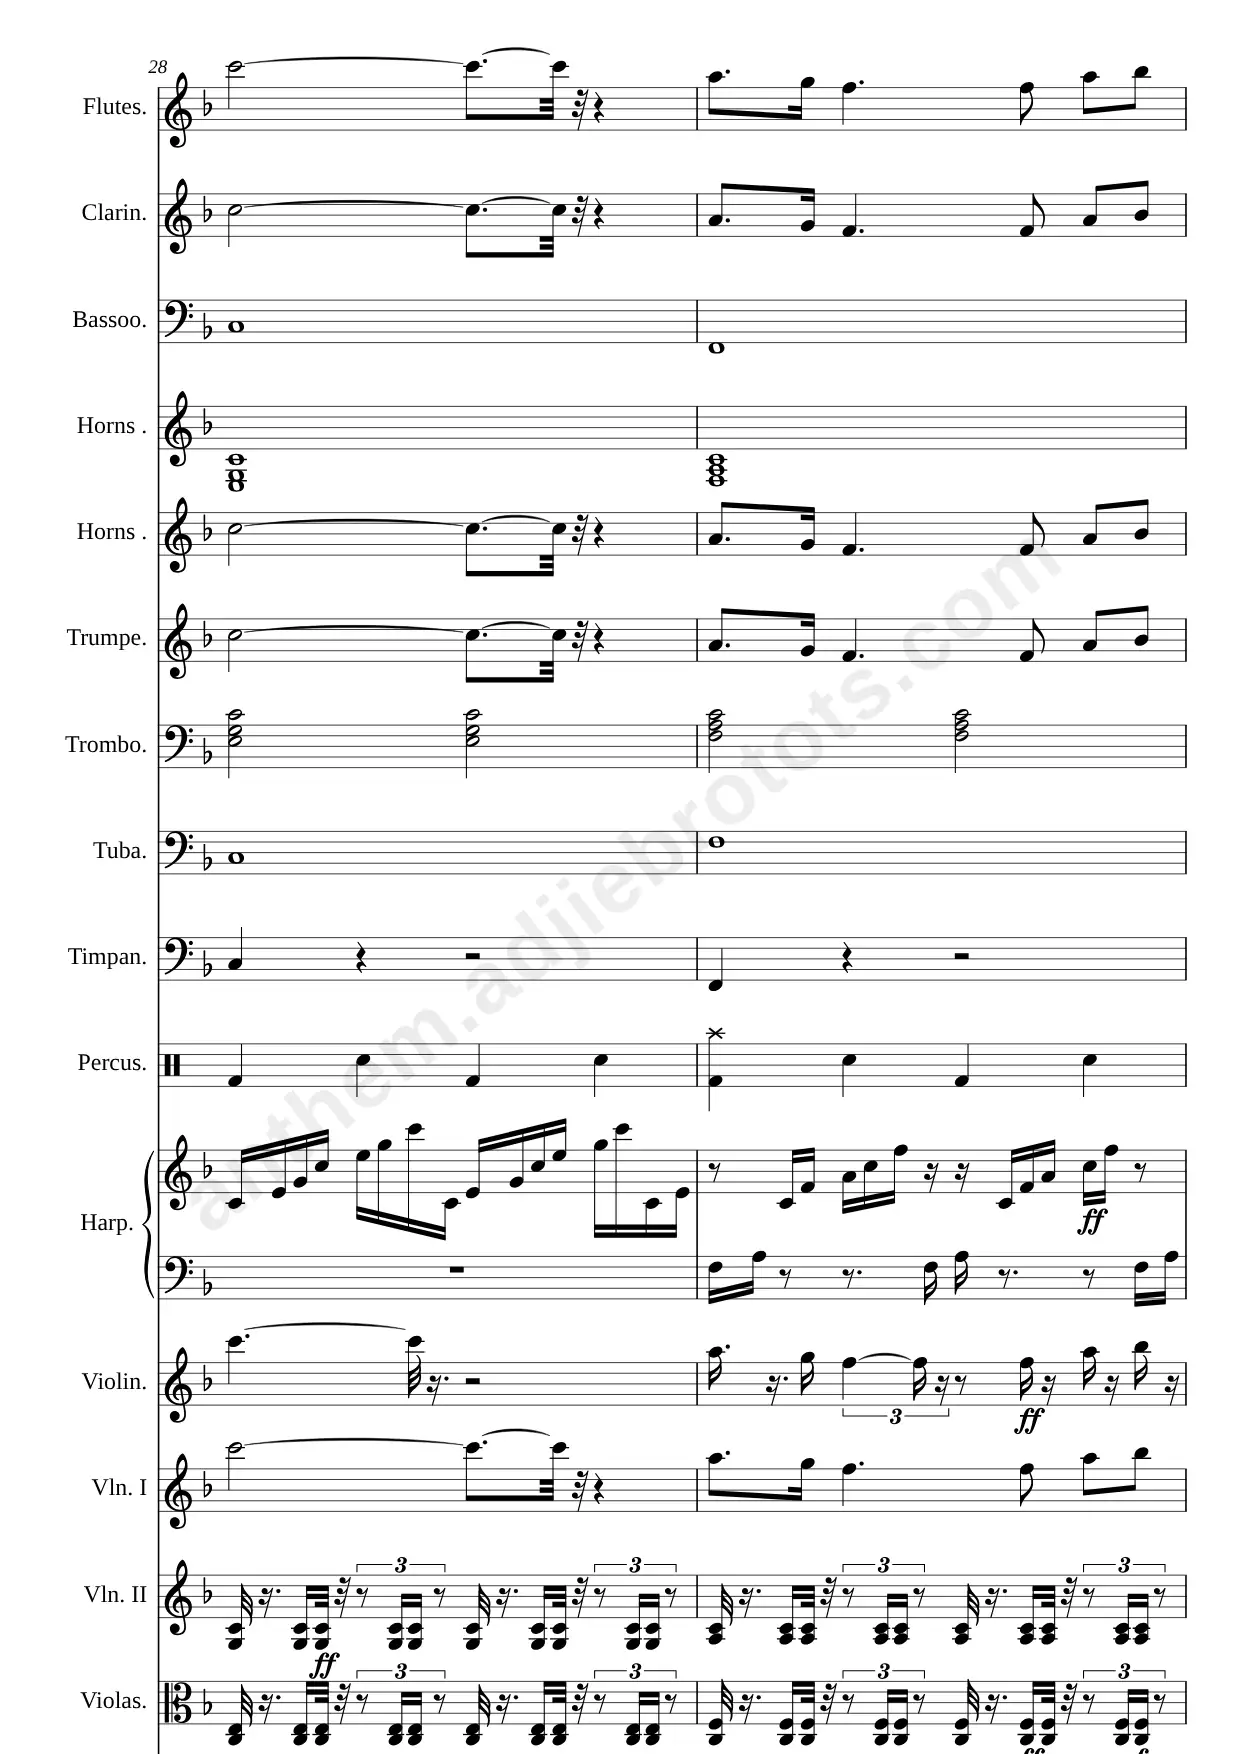 28
Flutes.
Clarin.
Bassoo.
Horns .
Horns .
Trumpe.
Trombo.
Tuba.
Timpan.
Percus.
Harp.
ff
Violin.
3
ff
Vln. I
Vln. II
3 3 3 3
ff
Violas.
3 3 3 3
anthem.adjiebrotots.com